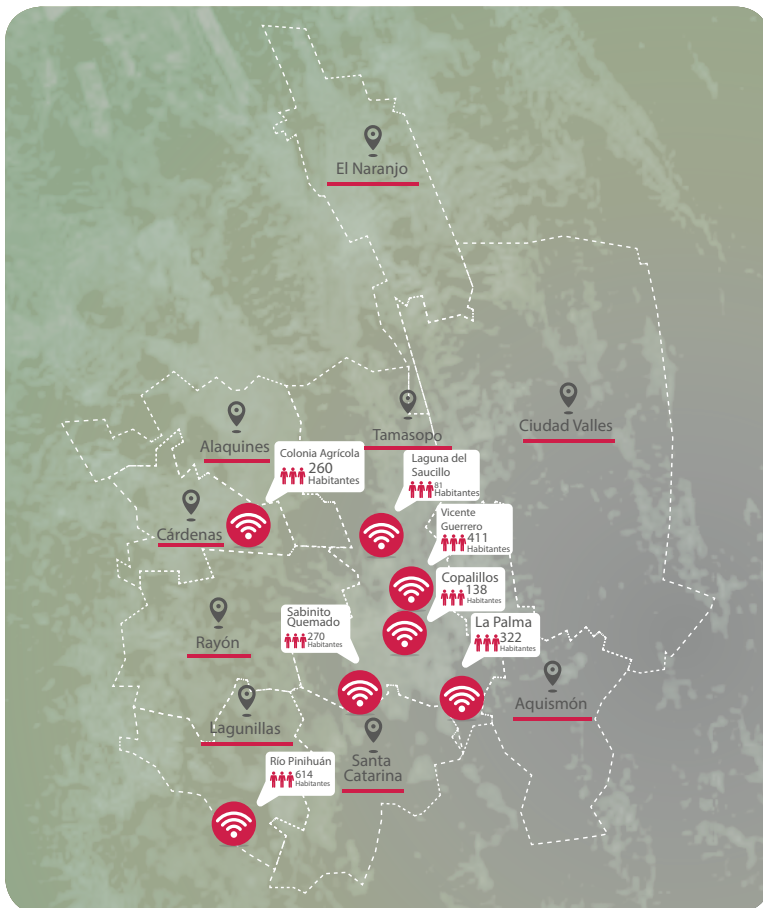 El Naranjo
Ciudad Valles
Tamasopo
Alaquines
Colonia Agrícola
260
Habitantes
Laguna del
Saucillo
81
Habitantes
Cárdenas
Vicente
Guerrero
411
Habitantes
Copalillos
138
Habitantes
Sabinito
Quemado
270
Habitantes
La Palma
322
Habitantes
Rayón
Aquismón
Lagunillas
Santa
Catarina
Río Pinihuán
614
Habitantes